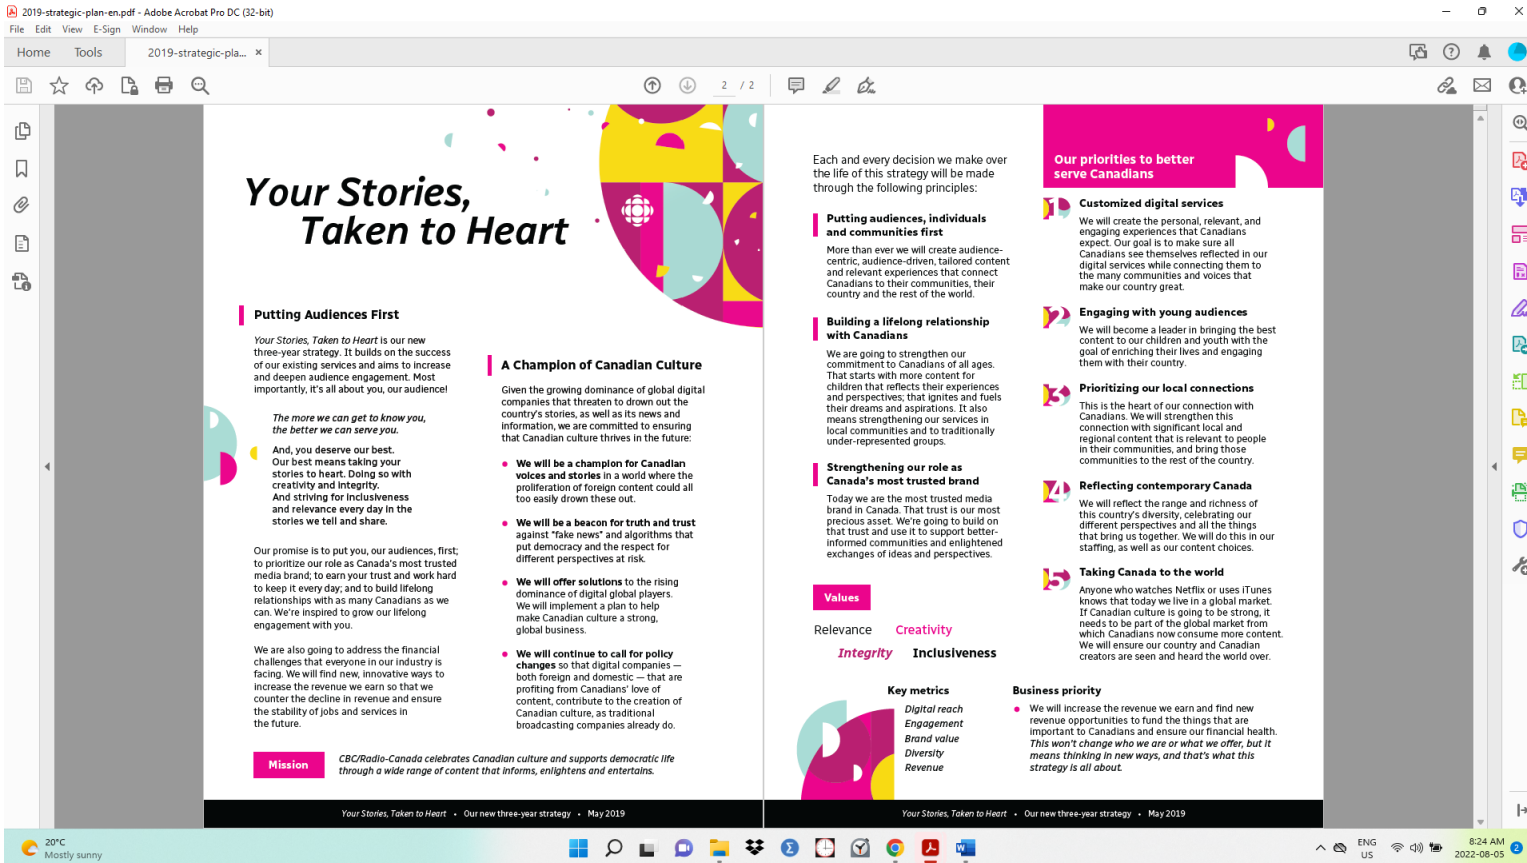 2019-strategic-plan-en.pdf - Adobe Acrobat Pro DC (32-bit)
File Edit View E-Sign Window Help
Home Tools 2019-strategic-pla... ×
2 / 2
Your Stories,
Taken to Heart
Putting Audiences First
Your Stories, Taken to Heart is our new
three-year strategy. It builds on the success
of our existing services and aims to increase
and deepen audience engagement. Most
importantly, it's all about you, our audience!
The more we can get to know you,
the better we can serve you.
And, you deserve our best.
Our best means taking your
stories to heart. Doing so with
creativity and integrity.
And striving for inclusiveness
and relevance every day in the
stories we tell and share.
Our promise is to put you, our audiences, first;
to prioritize our role as Canada's most trusted
media brand; to earn your trust and work hard
to keep it every day; and to build lifelong
relationships with as many Canadians as we
can. We're inspired to grow our lifelong
engagement with you.
We are also going to address the financial
challenges that everyone in our industry is
facing. We will find new, innovative ways to
increase the revenue we earn so that we
counter the decline in revenue and ensure
the stability of jobs and services in
the future.
A Champion of Canadian Culture
Given the growing dominance of global digital
companies that threaten to drown out the
country's stories, as well as its news and
information, we are committed to ensuring
that Canadian culture thrives in the future:
• We will be a champion for Canadian
voices and stories in a world where the
proliferation of foreign content could all
too easily drown these out.
• We will be a beacon for truth and trust
against "fake news" and algorithms that
put democracy and the respect for
different perspectives at risk.
• We will offer solutions to the rising
dominance of digital global players.
We will implement a plan to help
make Canadian culture a strong,
global business.
• We will continue to call for policy
changes so that digital companies —
both foreign and domestic — that are
profiting from Canadians' love of
content, contribute to the creation of
Canadian culture, as traditional
broadcasting companies already do.
Mission
CBC/Radio-Canada celebrates Canadian culture and supports democratic life
through a wide range of content that informs, enlightens and entertains.
Your Stories, Taken to Heart • Our new three-year strategy • May 2019
Each and every decision we make over
the life of this strategy will be made
through the following principles:
Putting audiences, individuals
and communities first
More than ever we will create audience-
centric, audience-driven, tailored content
and relevant experiences that connect
Canadians to their communities, their
country and the rest of the world.
Building a lifelong relationship
with Canadians
We are going to strengthen our
commitment to Canadians of all ages.
That starts with more content for
children that reflects their experiences
and perspectives; that ignites and fuels
their dreams and aspirations. It also
means strengthening our services in
local communities and to traditionally
under-represented groups.
Strengthening our role as
Canada's most trusted brand
Today we are the most trusted media
brand in Canada. That trust is our most
precious asset. We're going to build on
that trust and use it to support better-
informed communities and enlightened
exchanges of ideas and perspectives.
Values
Relevance Creativity
Integrity Inclusiveness
Our priorities to better
serve Canadians
1 Customized digital services
We will create the personal, relevant, and
engaging experiences that Canadians
expect. Our goal is to make sure all
Canadians see themselves reflected in our
digital services while connecting them to
the many communities and voices that
make our country great.
2 Engaging with young audiences
We will become a leader in bringing the best
content to our children and youth with the
goal of enriching their lives and engaging
them with their country.
3 Prioritizing our local connections
This is the heart of our connection with
Canadians. We will strengthen this
connection with significant local and
regional content that is relevant to people
in their communities, and bring those
communities to the rest of the country.
4 Reflecting contemporary Canada
We will reflect the range and richness of
this country's diversity, celebrating our
different perspectives and all the things
that bring us together. We will do this in our
staffing, as well as our content choices.
5 Taking Canada to the world
Anyone who watches Netflix or uses iTunes
knows that today we live in a global market.
If Canadian culture is going to be strong, it
needs to be part of the global market from
which Canadians now consume more content.
We will ensure our country and Canadian
creators are seen and heard the world over.
Key metrics
Digital reach
Engagement
Brand value
Diversity
Revenue
Business priority
• We will increase the revenue we earn and find new
revenue opportunities to fund the things that are
important to Canadians and ensure our financial health.
This won't change who we are or what we offer, but it
means thinking in new ways, and that's what this
strategy is all about.
Your Stories, Taken to Heart • Our new three-year strategy • May 2019
20°C
Mostly sunny
ENG
US
8:24 AM
2022-08-05
2